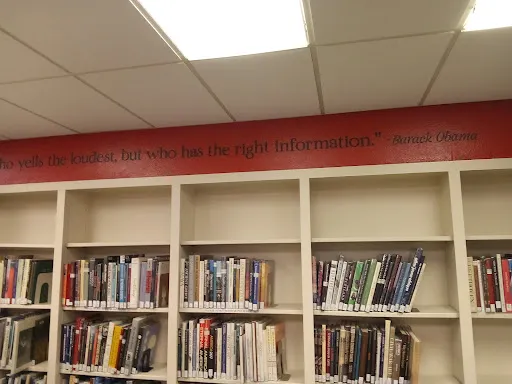 ho yells the loudest, but who has the right information." -Barack Obama